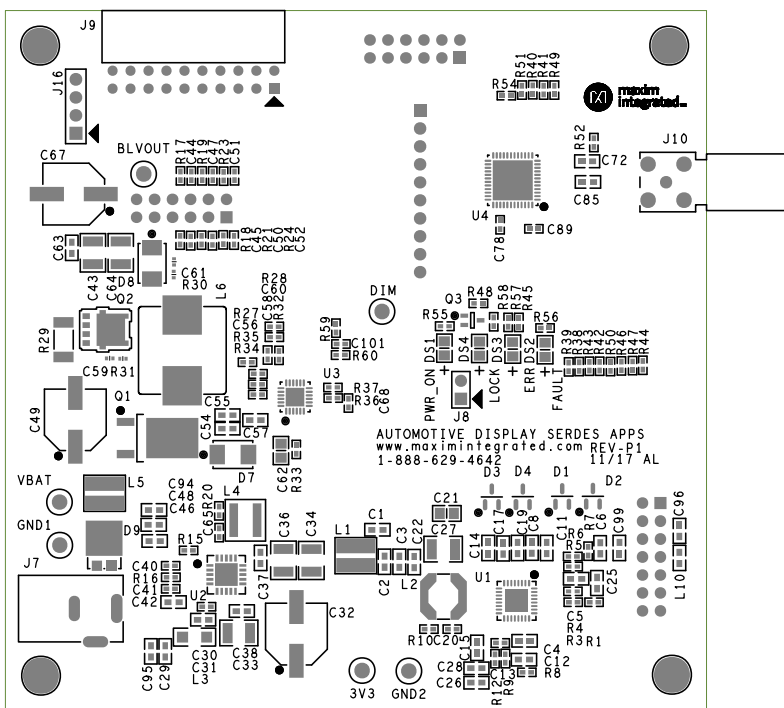 J9
J16
R51
R40
R41
R49
R54
maxim
integrated™
R52
C72
J10
C67
BLVOUT
R17
C44
R19
C47
R23
C51
U4
C85
C78
C89
C63
C43
C64
D8
C61
R30
R18
C45
R21
C50
R24
C52
L6
DIM
R28
C60
C58
R32
R27
C56
R35
R34
R59
C101
R60
Q3
R48
R55
R58
R57
R45
R56
Q2
R29
C59
R31
DS1
DS4
DS3
DS2
R39
R38
R43
R42
R50
R46
R47
R44
PWR_ON
LOCK
ERR
FAULT
J8
U3
R37
R36
C68
C49
Q1
C55
C54
C57
D7
C62
R33
AUTOMOTIVE DISPLAY SERDES APPS
www.maximintegrated.com REV-P1
1-888-629-4642 11/17 AL
VBAT
L5
GND1
D9
C94
C48
C46
R20
C65
L4
R15
C36
C34
L1
C1
C2
C3
C22
C21
C27
D3
D4
D1
D2
C14
C17
C19
C8
C11
R7
R6
R5
C6
C99
C96
J7
C40
R16
C41
C42
U2
C37
C32
L2
U1
C25
L10
C5
R4
R3
R1
C30
C31
L3
C38
C33
C95
C29
R10
C20
C15
C28
C26
R12
C13
R9
C4
C12
R8
3V3
GND2